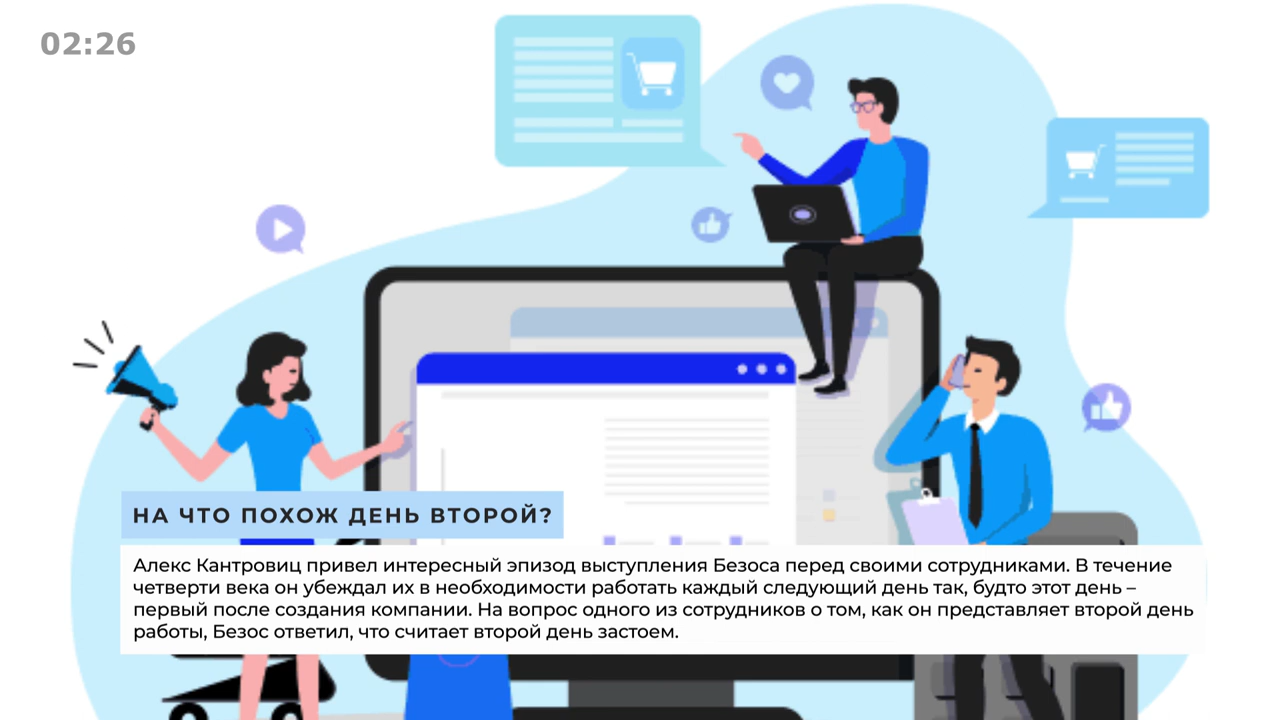 02:26
НА ЧТО ПОХОЖ ДЕНЬ ВТОРОЙ?
Алекс Кантровиц привел интересный эпизод выступления Безоса перед своими сотрудниками. В течение
четверти века он убеждал их в необходимости работать каждый следующий день так, будто этот день –
первый после создания компании. На вопрос одного из сотрудников о том, как он представляет второй день
работы, Безос ответил, что считает второй день застоем.